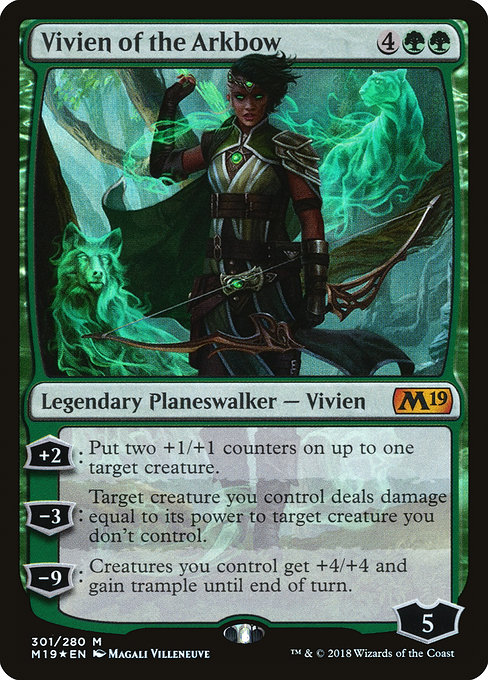 Vivien of the Arkbow 4
Legendary Planeswalker — Vivien M19
+2 : Put two +1/+1 counters on up to one
target creature.
Target creature you control deals damage
−3 : equal to its power to target creature you
don't control.
−9 : Creatures you control get +4/+4 and
gain trample until end of turn.
5
301/280 M
M19★EN Magali Villeneuve
™ & © 2018 Wizards of the Coast